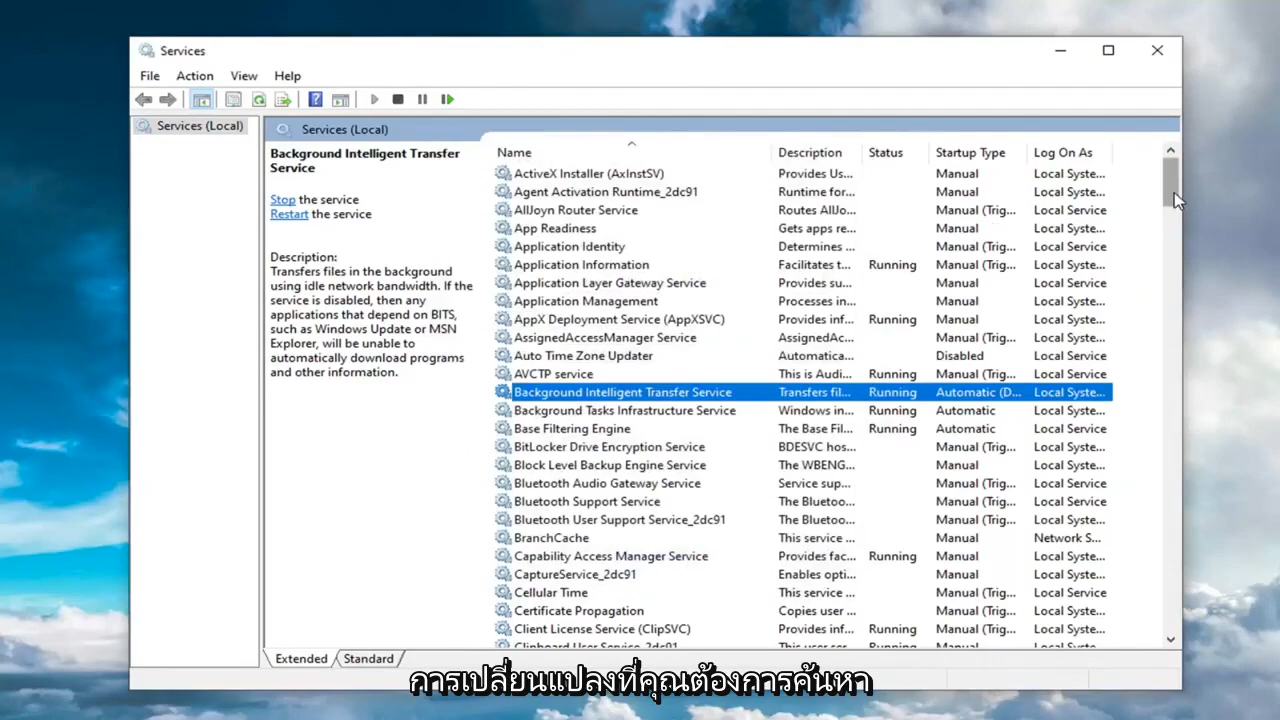 Services
File Action View Help
Services (Local)
Services (Local)
Background Intelligent Transfer
Service
Stop the service
Restart the service
Description:
Transfers files in the background
using idle network bandwidth. If the
service is disabled, then any
applications that depend on BITS,
such as Windows Update or MSN
Explorer, will be unable to
automatically download programs
and other information.
Name Description Status Startup Type Log On As
ActiveX Installer (AxInstSV) Provides Us... Manual Local Syste...
Agent Activation Runtime_2dc91 Runtime for... Manual Local Syste...
AllJoyn Router Service Routes AllJo... Manual (Trig... Local Service
App Readiness Gets apps re... Manual Local Syste...
Application Identity Determines ... Manual (Trig... Local Service
Application Information Facilitates t... Running Manual (Trig... Local Syste...
Application Layer Gateway Service Provides su... Manual Local Service
Application Management Processes in... Manual Local Syste...
AppX Deployment Service (AppXSVC) Provides inf... Running Manual Local Syste...
AssignedAccessManager Service AssignedAc... Manual (Trig... Local Syste...
Auto Time Zone Updater Automatica... Disabled Local Service
AVCTP service This is Audi... Running Manual (Trig... Local Service
Background Intelligent Transfer Service Transfers fil... Running Automatic (D... Local Syste...
Background Tasks Infrastructure Service Windows in... Running Automatic Local Syste...
Base Filtering Engine The Base Fil... Running Automatic Local Service
BitLocker Drive Encryption Service BDESVC hos... Manual (Trig... Local Syste...
Block Level Backup Engine Service The WBENG... Manual Local Syste...
Bluetooth Audio Gateway Service Service sup... Manual (Trig... Local Service
Bluetooth Support Service The Bluetoo... Manual (Trig... Local Service
Bluetooth User Support Service_2dc91 The Bluetoo... Manual (Trig... Local Syste...
BranchCache This service ... Manual Network S...
Capability Access Manager Service Provides fac... Running Manual Local Syste...
CaptureService_2dc91 Enables opti... Manual Local Syste...
Cellular Time This service ... Manual (Trig... Local Service
Certificate Propagation Copies user ... Manual (Trig... Local Syste...
Client License Service (ClipSVC) Provides inf... Running Manual (Trig... Local Syste...
Clipboard User Service_2dc91 This user ... Running Manual Local Syste...
Extended Standard
การเปลี่ยนแปลงที่คุณต้องการค้นหา